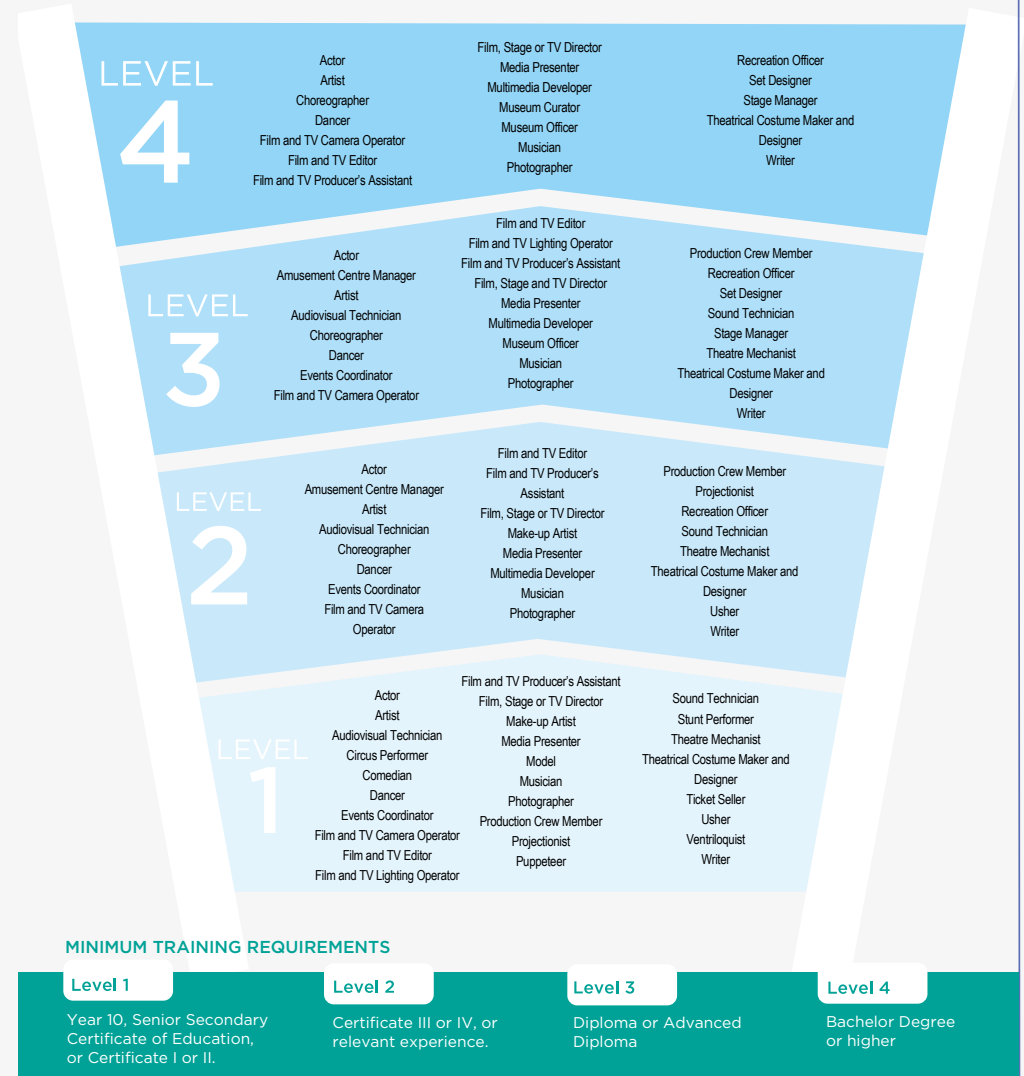 LEVEL
4
Actor
Artist
Choreographer
Dancer
Film and TV Camera Operator
Film and TV Editor
Film and TV Producer's Assistant
Film, Stage or TV Director
Media Presenter
Multimedia Developer
Museum Curator
Museum Officer
Musician
Photographer
Recreation Officer
Set Designer
Stage Manager
Theatrical Costume Maker and
Designer
Writer
LEVEL
3
Actor
Amusement Centre Manager
Artist
Audiovisual Technician
Choreographer
Dancer
Events Coordinator
Film and TV Camera Operator
Film and TV Editor
Film and TV Lighting Operator
Film and TV Producer's Assistant
Film, Stage and TV Director
Media Presenter
Multimedia Developer
Museum Officer
Musician
Photographer
Production Crew Member
Recreation Officer
Set Designer
Sound Technician
Stage Manager
Theatre Mechanist
Theatrical Costume Maker and
Designer
Writer
LEVEL
2
Actor
Amusement Centre Manager
Artist
Audiovisual Technician
Choreographer
Dancer
Events Coordinator
Film and TV Camera
Operator
Film and TV Editor
Film and TV Producer's
Assistant
Film, Stage or TV Director
Make-up Artist
Media Presenter
Multimedia Developer
Musician
Photographer
Production Crew Member
Projectionist
Recreation Officer
Sound Technician
Theatre Mechanist
Theatrical Costume Maker and
Designer
Usher
Writer
LEVEL
1
Actor
Artist
Audiovisual Technician
Circus Performer
Comedian
Dancer
Events Coordinator
Film and TV Camera Operator
Film and TV Editor
Film and TV Lighting Operator
Film and TV Producer's Assistant
Film, Stage or TV Director
Make-up Artist
Media Presenter
Model
Musician
Photographer
Production Crew Member
Projectionist
Puppeteer
Sound Technician
Stunt Performer
Theatre Mechanist
Theatrical Costume Maker and
Designer
Ticket Seller
Usher
Ventriloquist
Writer
MINIMUM TRAINING REQUIREMENTS
Level 1
Year 10, Senior Secondary
Certificate of Education,
or Certificate I or II.
Level 2
Certificate III or IV, or
relevant experience.
Level 3
Diploma or Advanced
Diploma
Level 4
Bachelor Degree
or higher